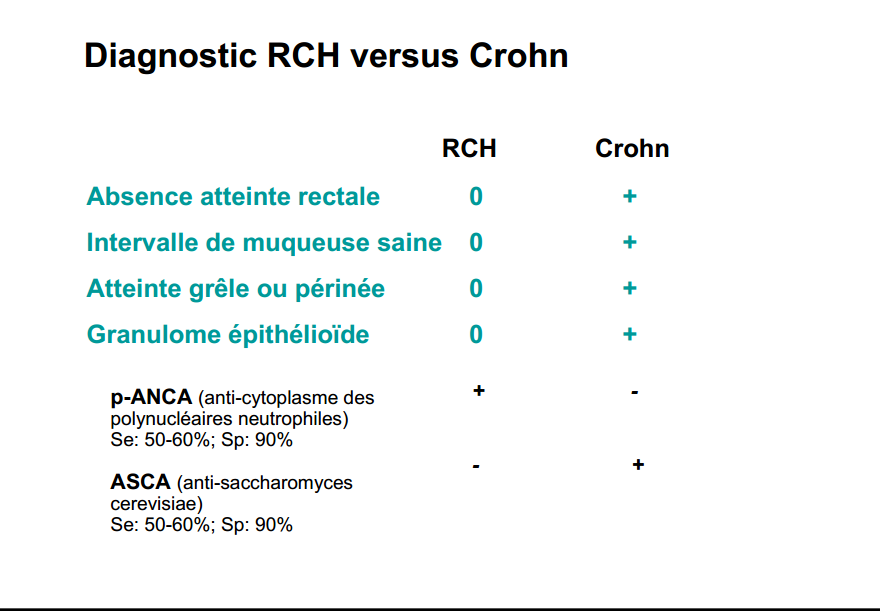 Diagnostic RCH versus Crohn
RCH Crohn
Absence atteinte rectale 0 +
Intervalle de muqueuse saine 0 +
Atteinte grêle ou périnée 0 +
Granulome épithélioïde 0 +
p-ANCA (anti-cytoplasme des + -
polynucléaires neutrophiles)
Se: 50-60%; Sp: 90%
- +
ASCA (anti-saccharomyces
cerevisiae)
Se: 50-60%; Sp: 90%